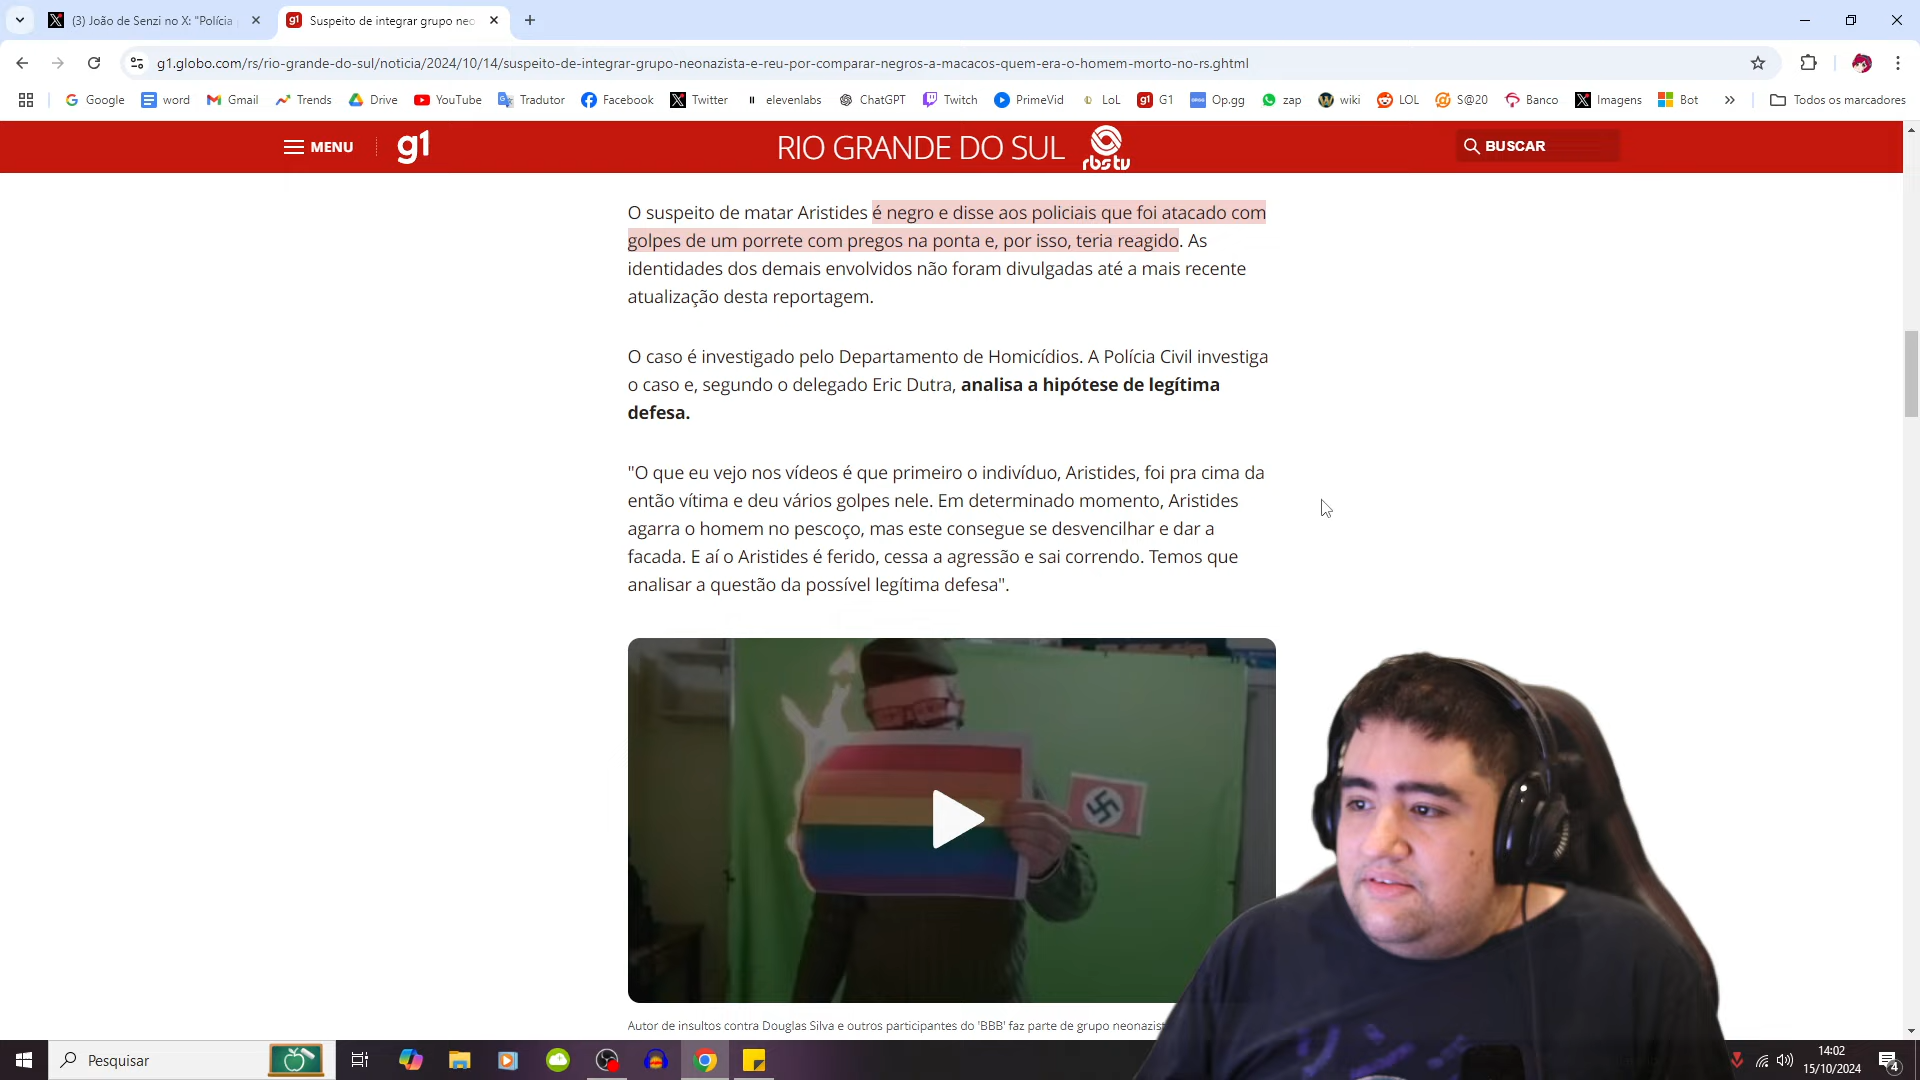 (3) João de Senzi no X: "Polícia
Suspeito de integrar grupo neo
g1.globo.com/rs/rio-grande-do-sul/noticia/2024/10/14/suspeito-de-integrar-grupo-neonazista-e-reu-por-comparar-negros-a-macacos-quem-era-o-homem-morto-no-rs.ghtml
Google word Gmail Trends Drive YouTube Tradutor Facebook Twitter elevenlabs ChatGPT Twitch PrimeVid LoL G1 Op.gg zap wiki LOL S@20 Banco Imagens Bot » Todos os marcadores
MENU g1 RIO GRANDE DO SUL rbs tv BUSCAR
O suspeito de matar Aristides é negro e disse aos policiais que foi atacado com
golpes de um porrete com pregos na ponta e, por isso, teria reagido. As
identidades dos demais envolvidos não foram divulgadas até a mais recente
atualização desta reportagem.
O caso é investigado pelo Departamento de Homicídios. A Polícia Civil investiga
o caso e, segundo o delegado Eric Dutra, analisa a hipótese de legítima
defesa.
"O que eu vejo nos vídeos é que primeiro o indivíduo, Aristides, foi pra cima da
então vítima e deu vários golpes nele. Em determinado momento, Aristides
agarra o homem no pescoço, mas este consegue se desvencilhar e dar a
facada. E aí o Aristides é ferido, cessa a agressão e sai correndo. Temos que
analisar a questão da possível legítima defesa".
Autor de insultos contra Douglas Silva e outros participantes do 'BBB' faz parte de grupo neonazist
Pesquisar
14:02
15/10/2024
4